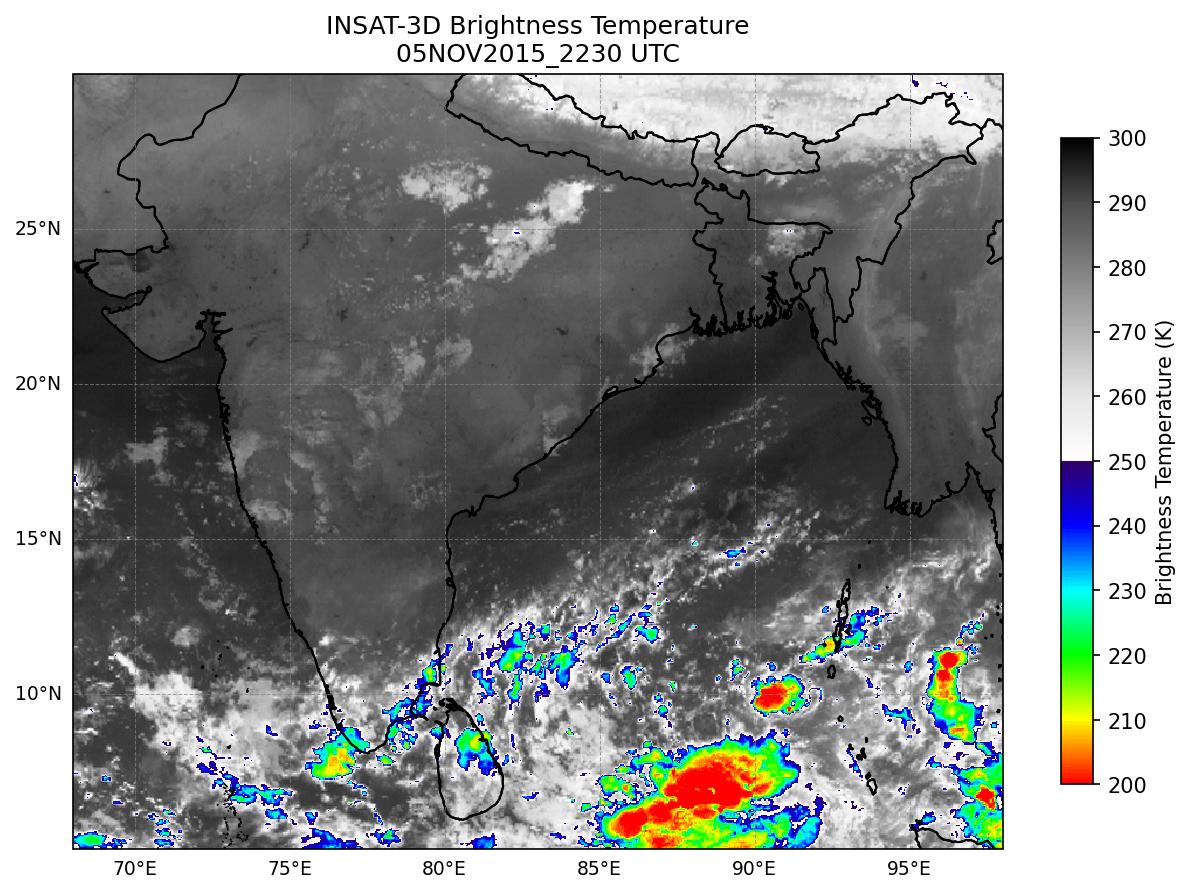 INSAT-3D Brightness Temperature
05NOV2015_2230 UTC
25°N
20°N
15°N
10°N
70°E
75°E
80°E
85°E
90°E
95°E
300
290
280
270
260
250
240
230
220
210
200
Brightness Temperature (K)